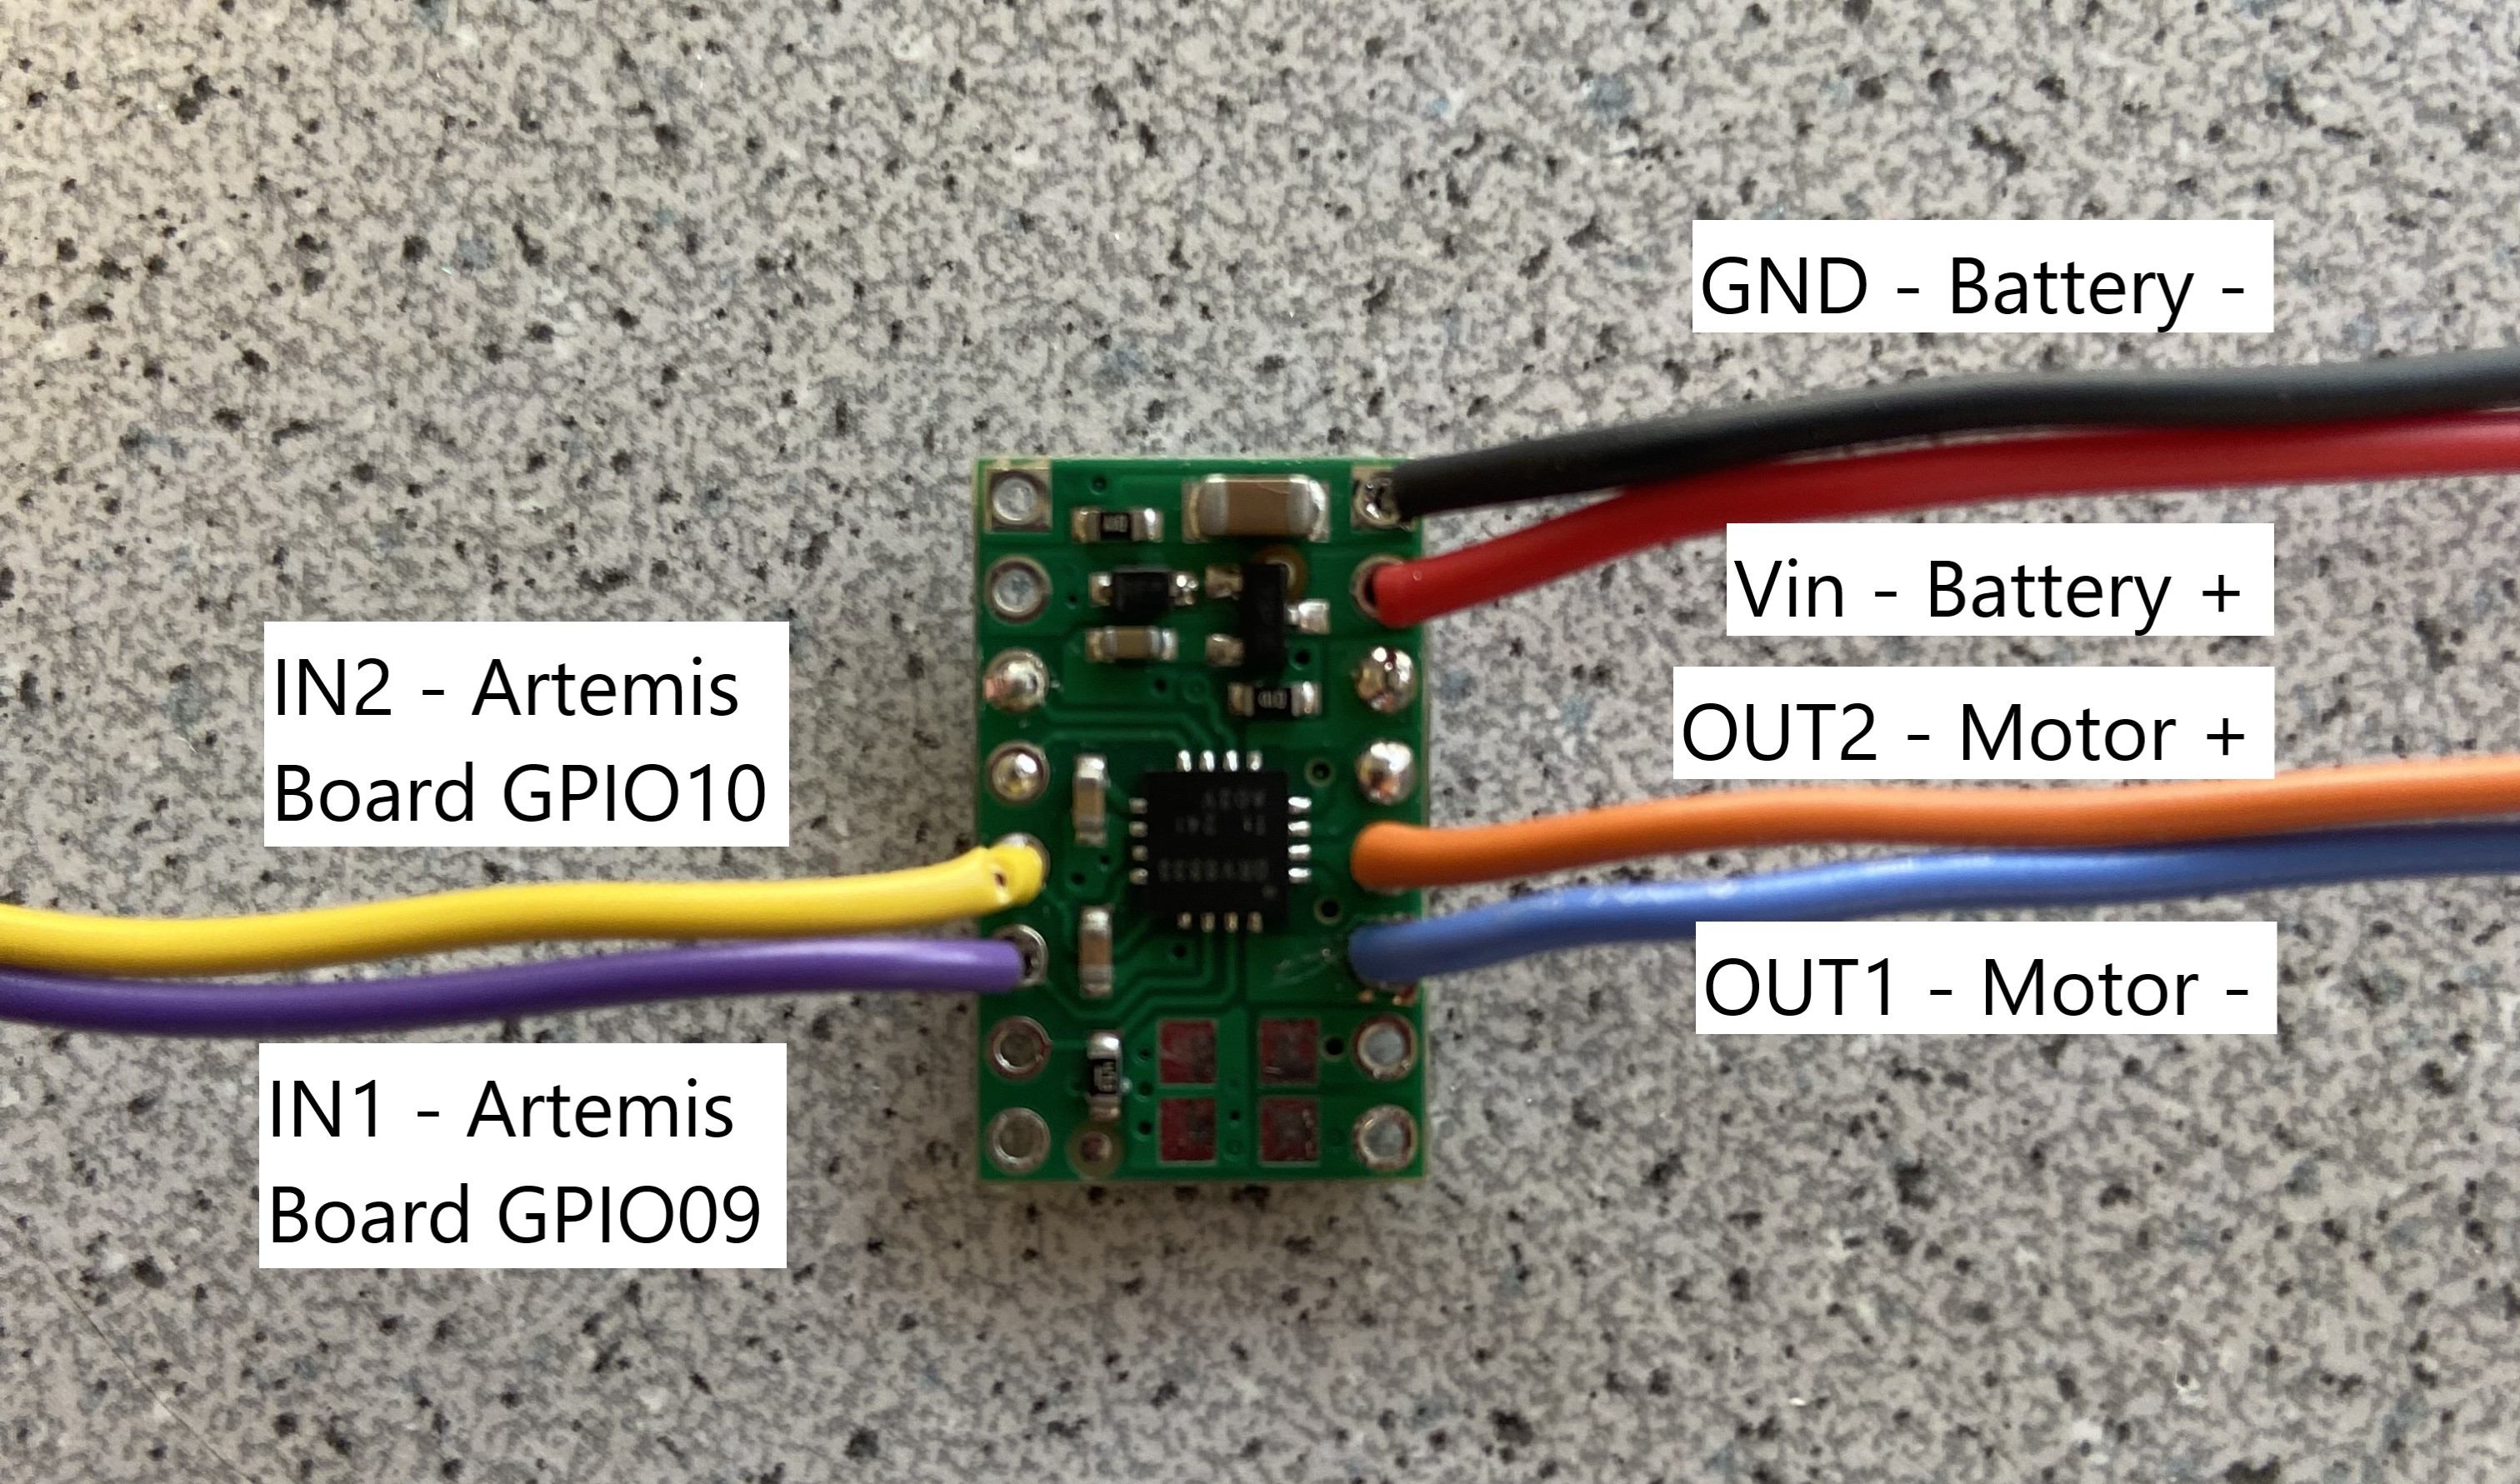 GND - Battery -
Vin - Battery +
IN2 - Artemis
Board GPIO10
OUT2 - Motor +
OUT1 - Motor -
IN1 - Artemis
Board GPIO09